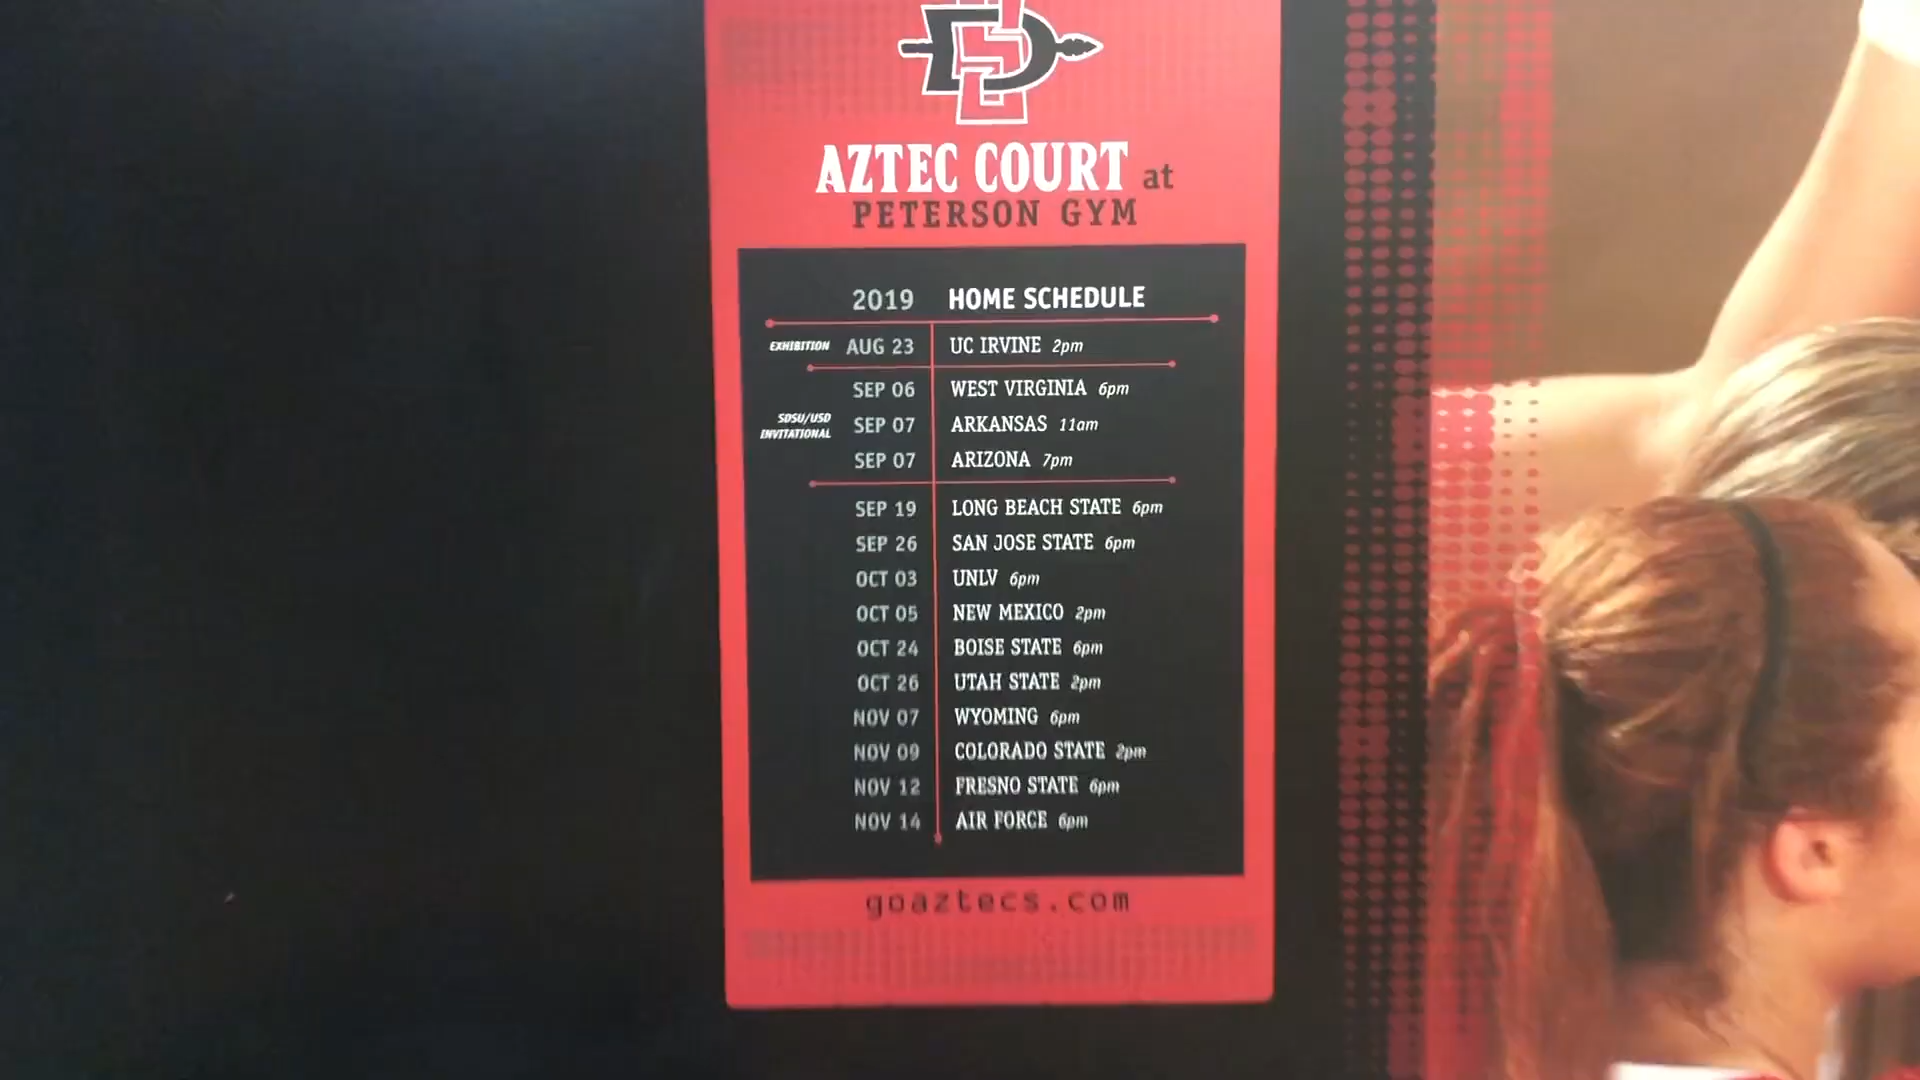 SD
AZTEC COURT at
PETERSON GYM
2019 HOME SCHEDULE
EXHIBITION AUG 23 UC IRVINE 2pm
SEP 06 WEST VIRGINIA 6pm
SDSU/USD INVITATIONAL SEP 07 ARKANSAS 11am
SEP 07 ARIZONA 7pm
SEP 19 LONG BEACH STATE 6pm
SEP 26 SAN JOSE STATE 6pm
OCT 03 UNLV 6pm
OCT 05 NEW MEXICO 2pm
OCT 24 BOISE STATE 6pm
OCT 26 UTAH STATE 2pm
NOV 07 WYOMING 6pm
NOV 09 COLORADO STATE 2pm
NOV 12 FRESNO STATE 6pm
NOV 14 AIR FORCE 6pm
goaztecs.com